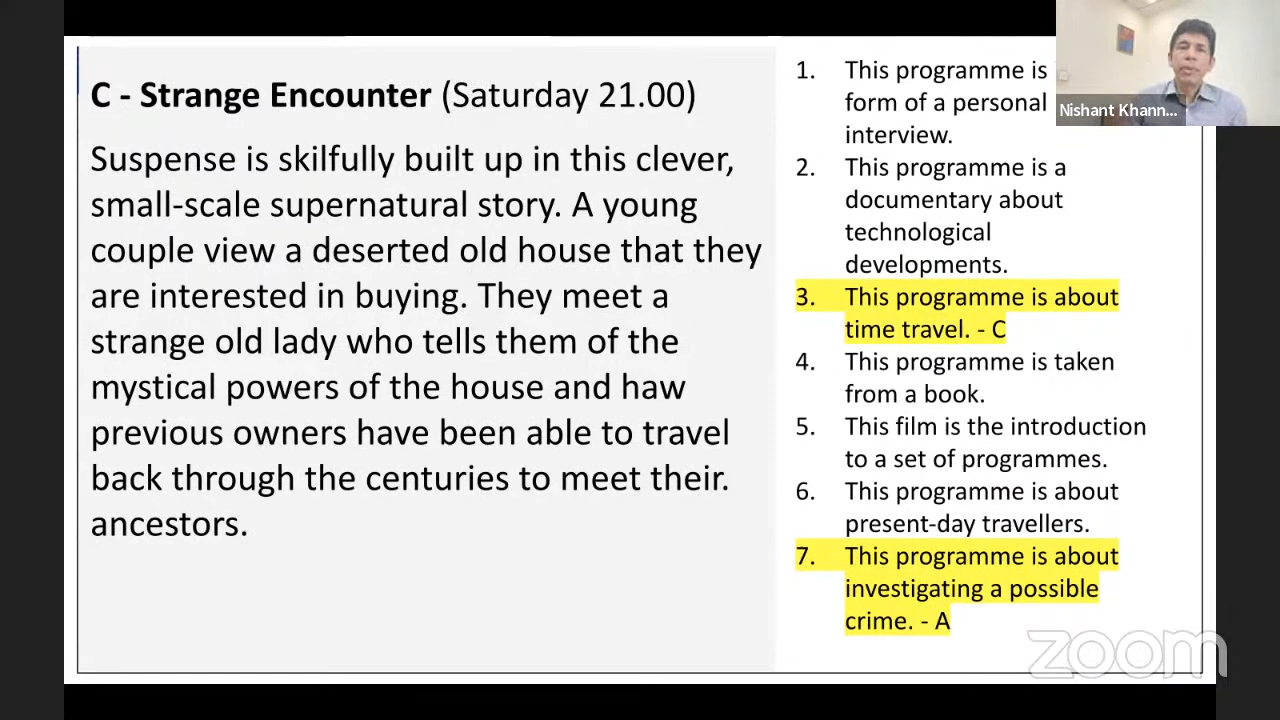 C - Strange Encounter (Saturday 21.00)
Suspense is skilfully built up in this clever,
small-scale supernatural story. A young
couple view a deserted old house that they
are interested in buying. They meet a
strange old lady who tells them of the
mystical powers of the house and haw
previous owners have been able to travel
back through the centuries to meet their.
ancestors.
1. This programme is
form of a personal
interview.
2. This programme is a
documentary about
technological
developments.
3. This programme is about
time travel. - C
4. This programme is taken
from a book.
5. This film is the introduction
to a set of programmes.
6. This programme is about
present-day travellers.
7. This programme is about
investigating a possible
crime. - A
Nishant Khann...
zoom